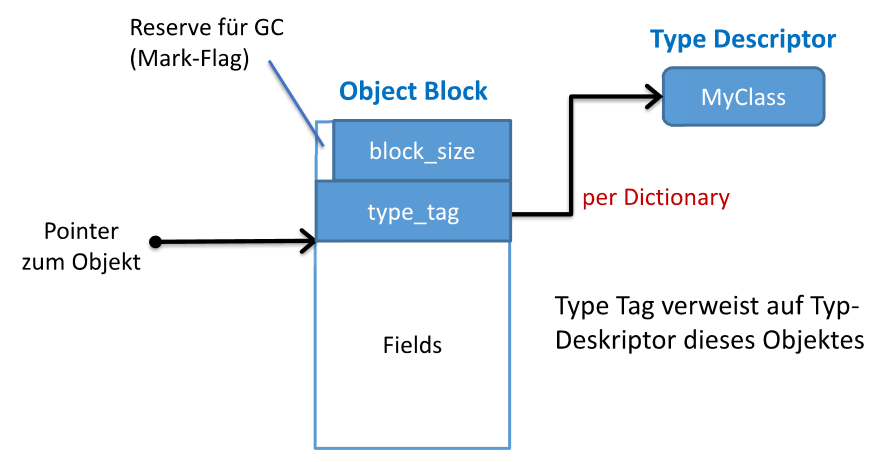 Reserve für GC
(Mark-Flag)
Type Descriptor
Object Block
MyClass
block_size
type_tag
per Dictionary
Pointer
zum Objekt
Type Tag verweist auf Typ-
Deskriptor dieses Objektes
Fields